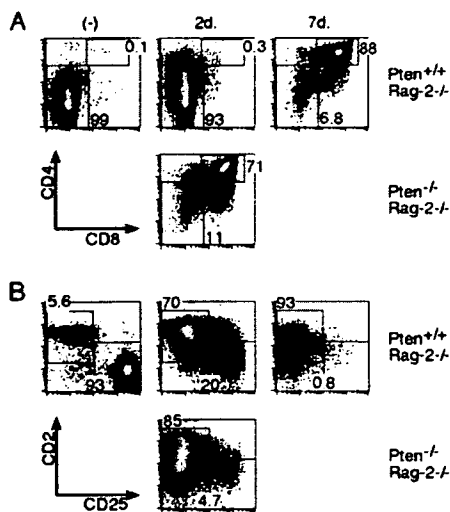 A
(-) 2d. 7d.
0.1 0.3 88
99 93 6.8
Pten+/+
Rag-2-/-
71
11
CD4
CD8
Pten-/-
Rag-2-/-
B
5.6 70 93
93 20 0.8
Pten+/+
Rag-2-/-
85
4.7
CD2
CD25
Pten-/-
Rag-2-/-